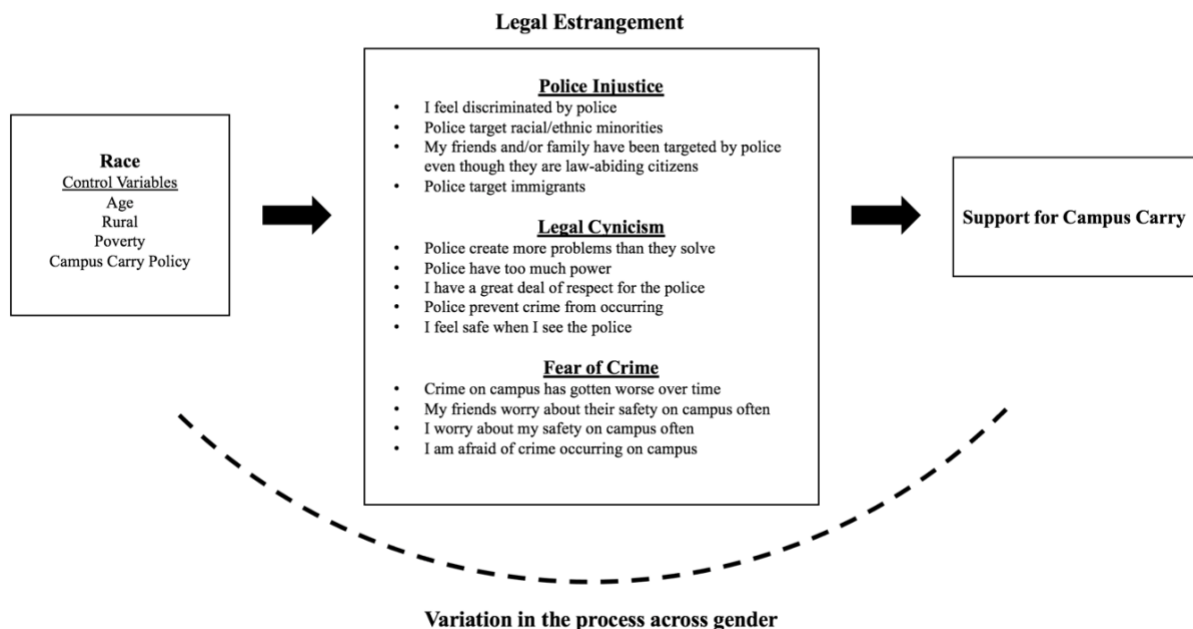 Legal Estrangement
Race
Control Variables
Age
Rural
Poverty
Campus Carry Policy
Police Injustice
• I feel discriminated by police
• Police target racial/ethnic minorities
• My friends and/or family have been targeted by police
even though they are law-abiding citizens
• Police target immigrants
Legal Cynicism
• Police create more problems than they solve
• Police have too much power
• I have a great deal of respect for the police
• Police prevent crime from occurring
• I feel safe when I see the police
Fear of Crime
• Crime on campus has gotten worse over time
• My friends worry about their safety on campus often
• I worry about my safety on campus often
• I am afraid of crime occurring on campus
Support for Campus Carry
Variation in the process across gender